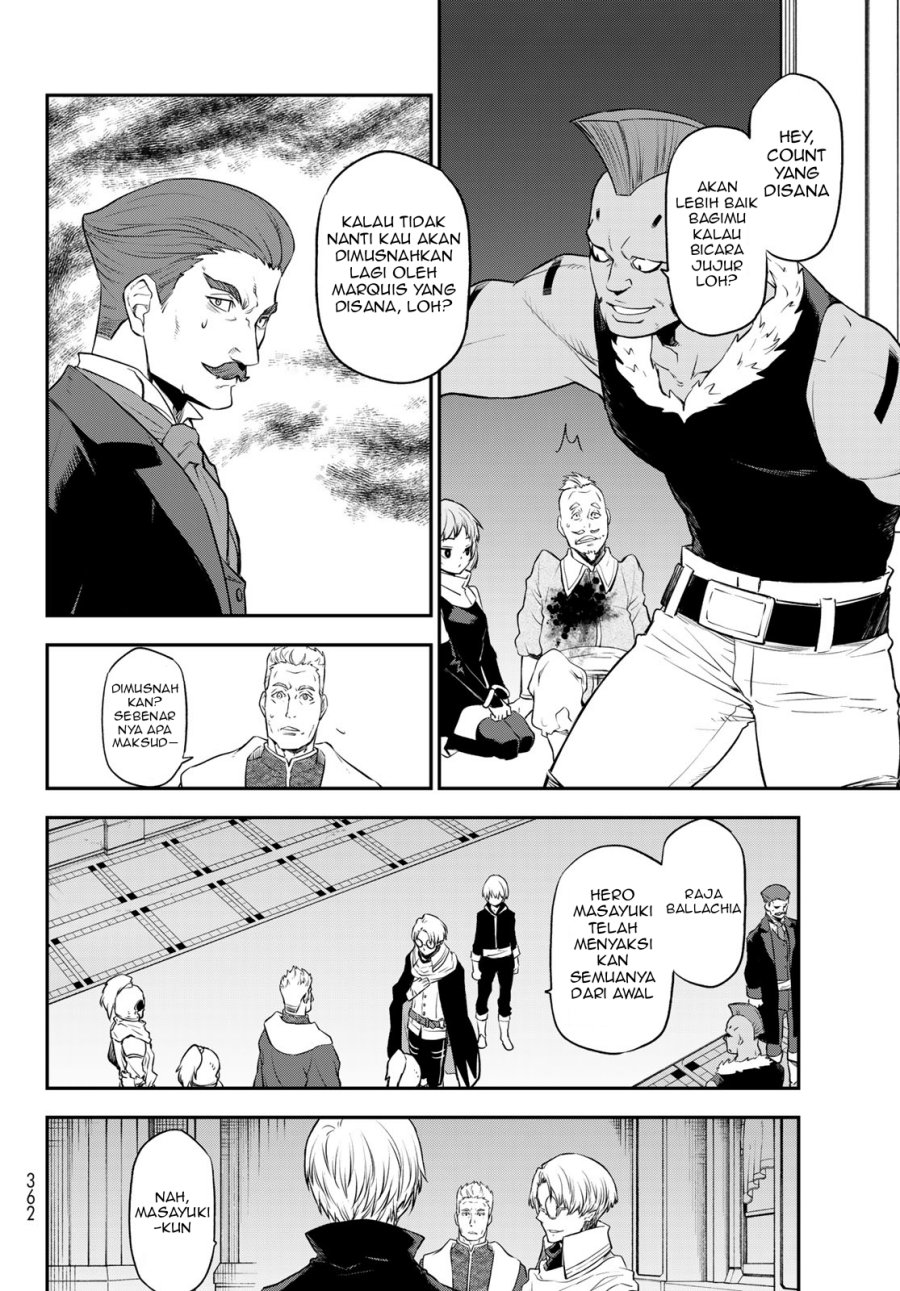 HEY,
COUNT
YANG
DISANA
AKAN
LEBIH BAIK
BAGIMU
KALAU
BICARA
JUJUR
LOH?
KALAU TIDAK
NANTI KAU AKAN
DIMUSNAHKAN
LAGI OLEH
MARQUIS YANG
DISANA, LOH?
DIMUSNAH
KAN?
SEBENAR
NYA APA
MAKSUD—
RAJA
BALLACHIA
HERO
MASAYUKI
TELAH
MENYAKSI
KAN
SEMUANYA
DARI AWAL
NAH,
MASAYUKI
-KUN
362